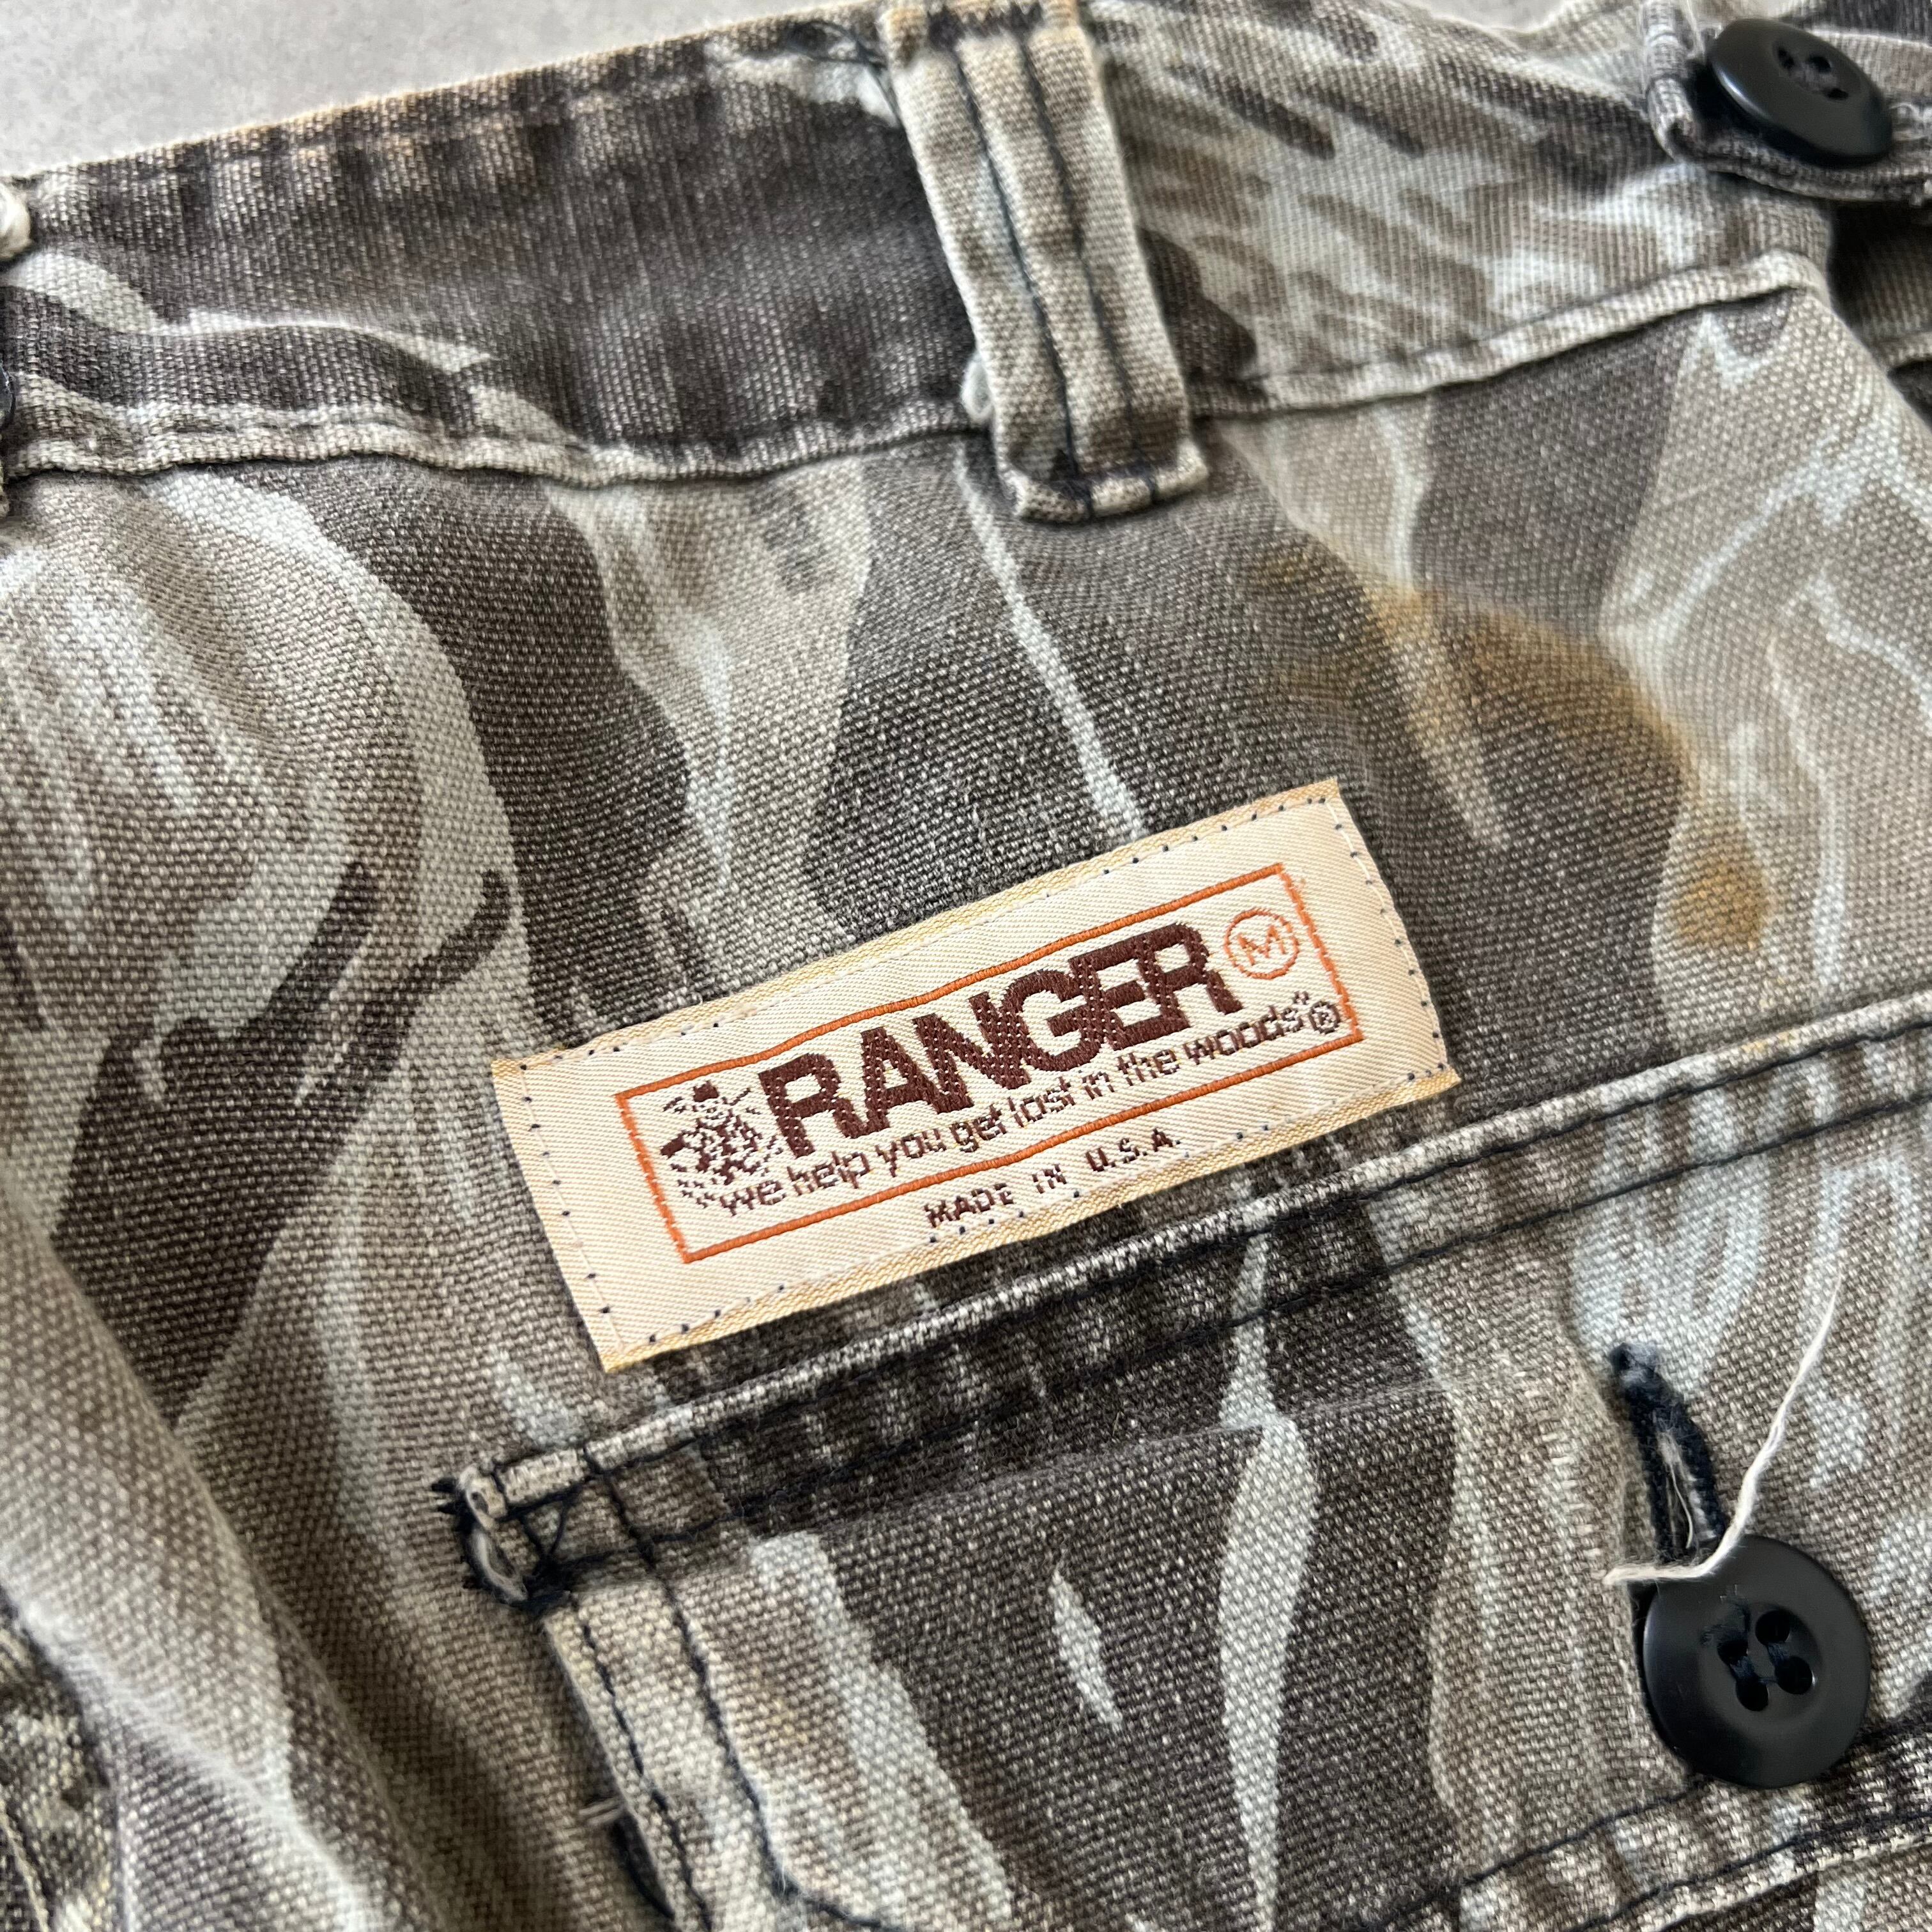 RANGER M
"we help you get lost in the woods"®
MADE IN U.S.A.